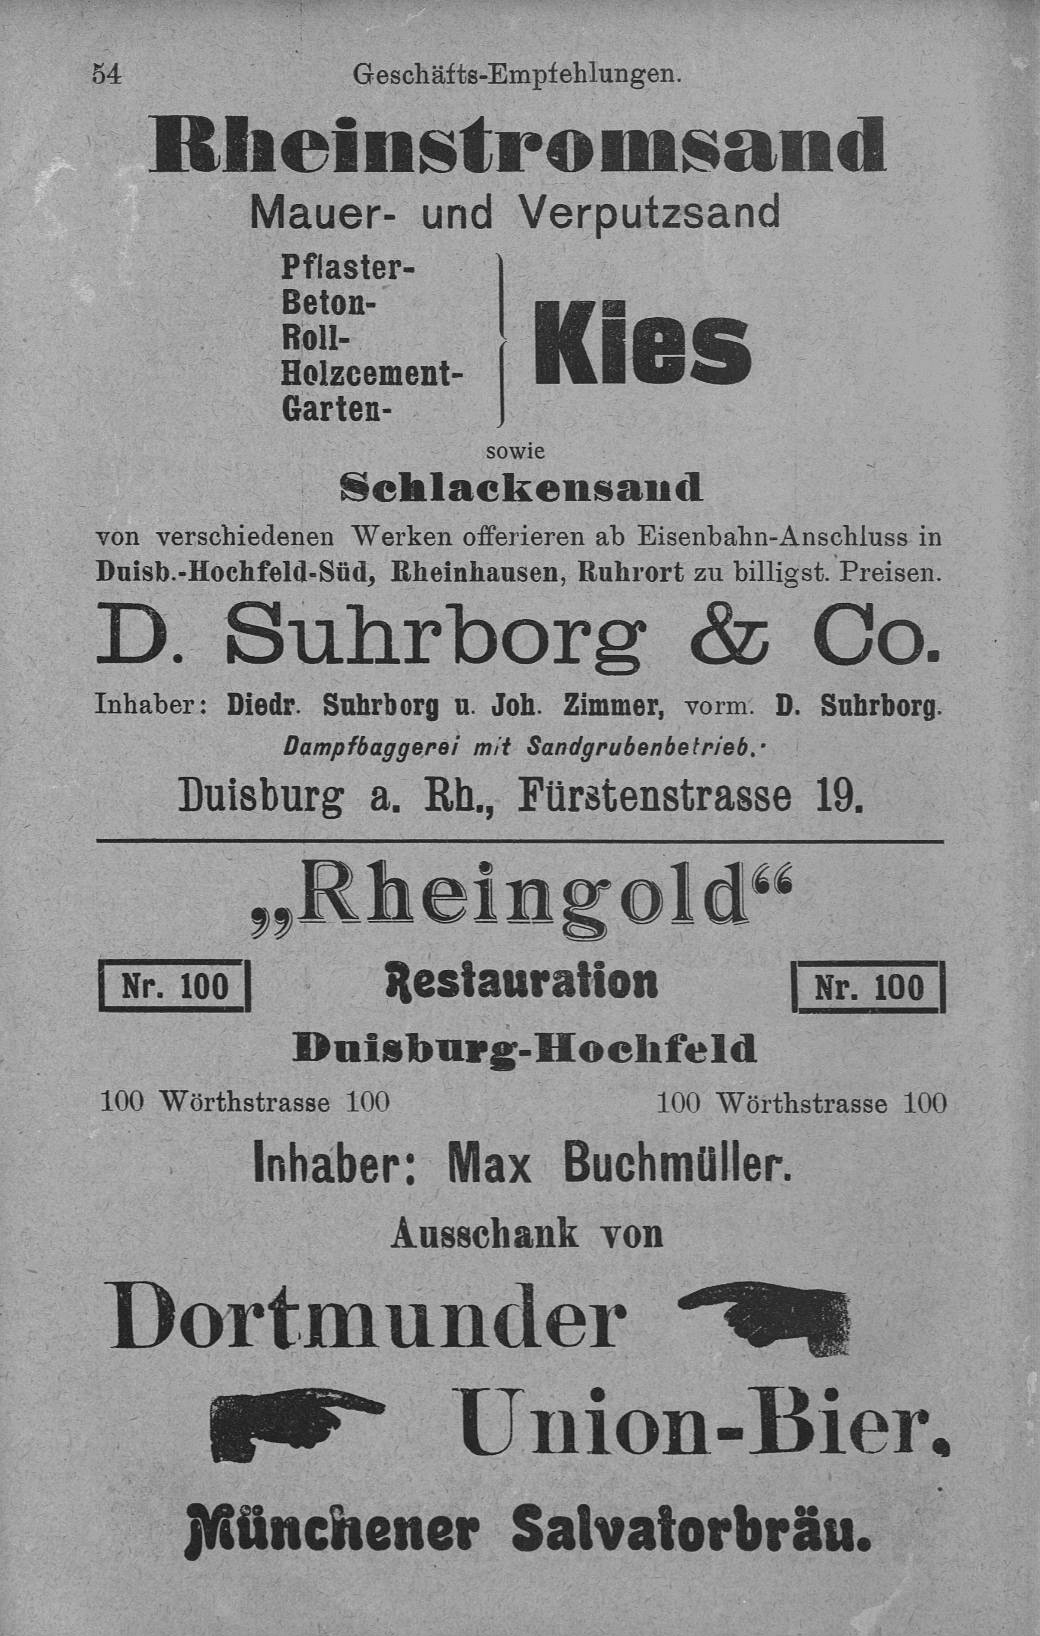 54 Geschäfts-Empfehlungen.
Rheinstromsand
Mauer- und Verputzsand
Pflaster-
Beton-
Roll-
Holzcement-
Garten-
Kies
sowie
Schlackensand
von verschiedenen Werken offerieren ab Eisenbahn-Anschluss in
Duisb.-Hochfeld-Süd, Rheinhausen, Ruhrort zu billigst. Preisen.
D. Suhrborg & Co.
Inhaber: Diedr. Suhrborg u. Joh. Zimmer, vorm. D. Suhrborg.
Dampfbaggerei mit Sandgrubenbetrieb.
Duisburg a. Rh., Fürstenstrasse 19.
„Rheingold“
Nr. 100 Restauration Nr. 100
Duisburg-Hochfeld
100 Wörthstrasse 100 100 Wörthstrasse 100
Inhaber: Max Buchmüller.
Ausschank von
Dortmunder
Union-Bier.
Münchener Salvatorbräu.